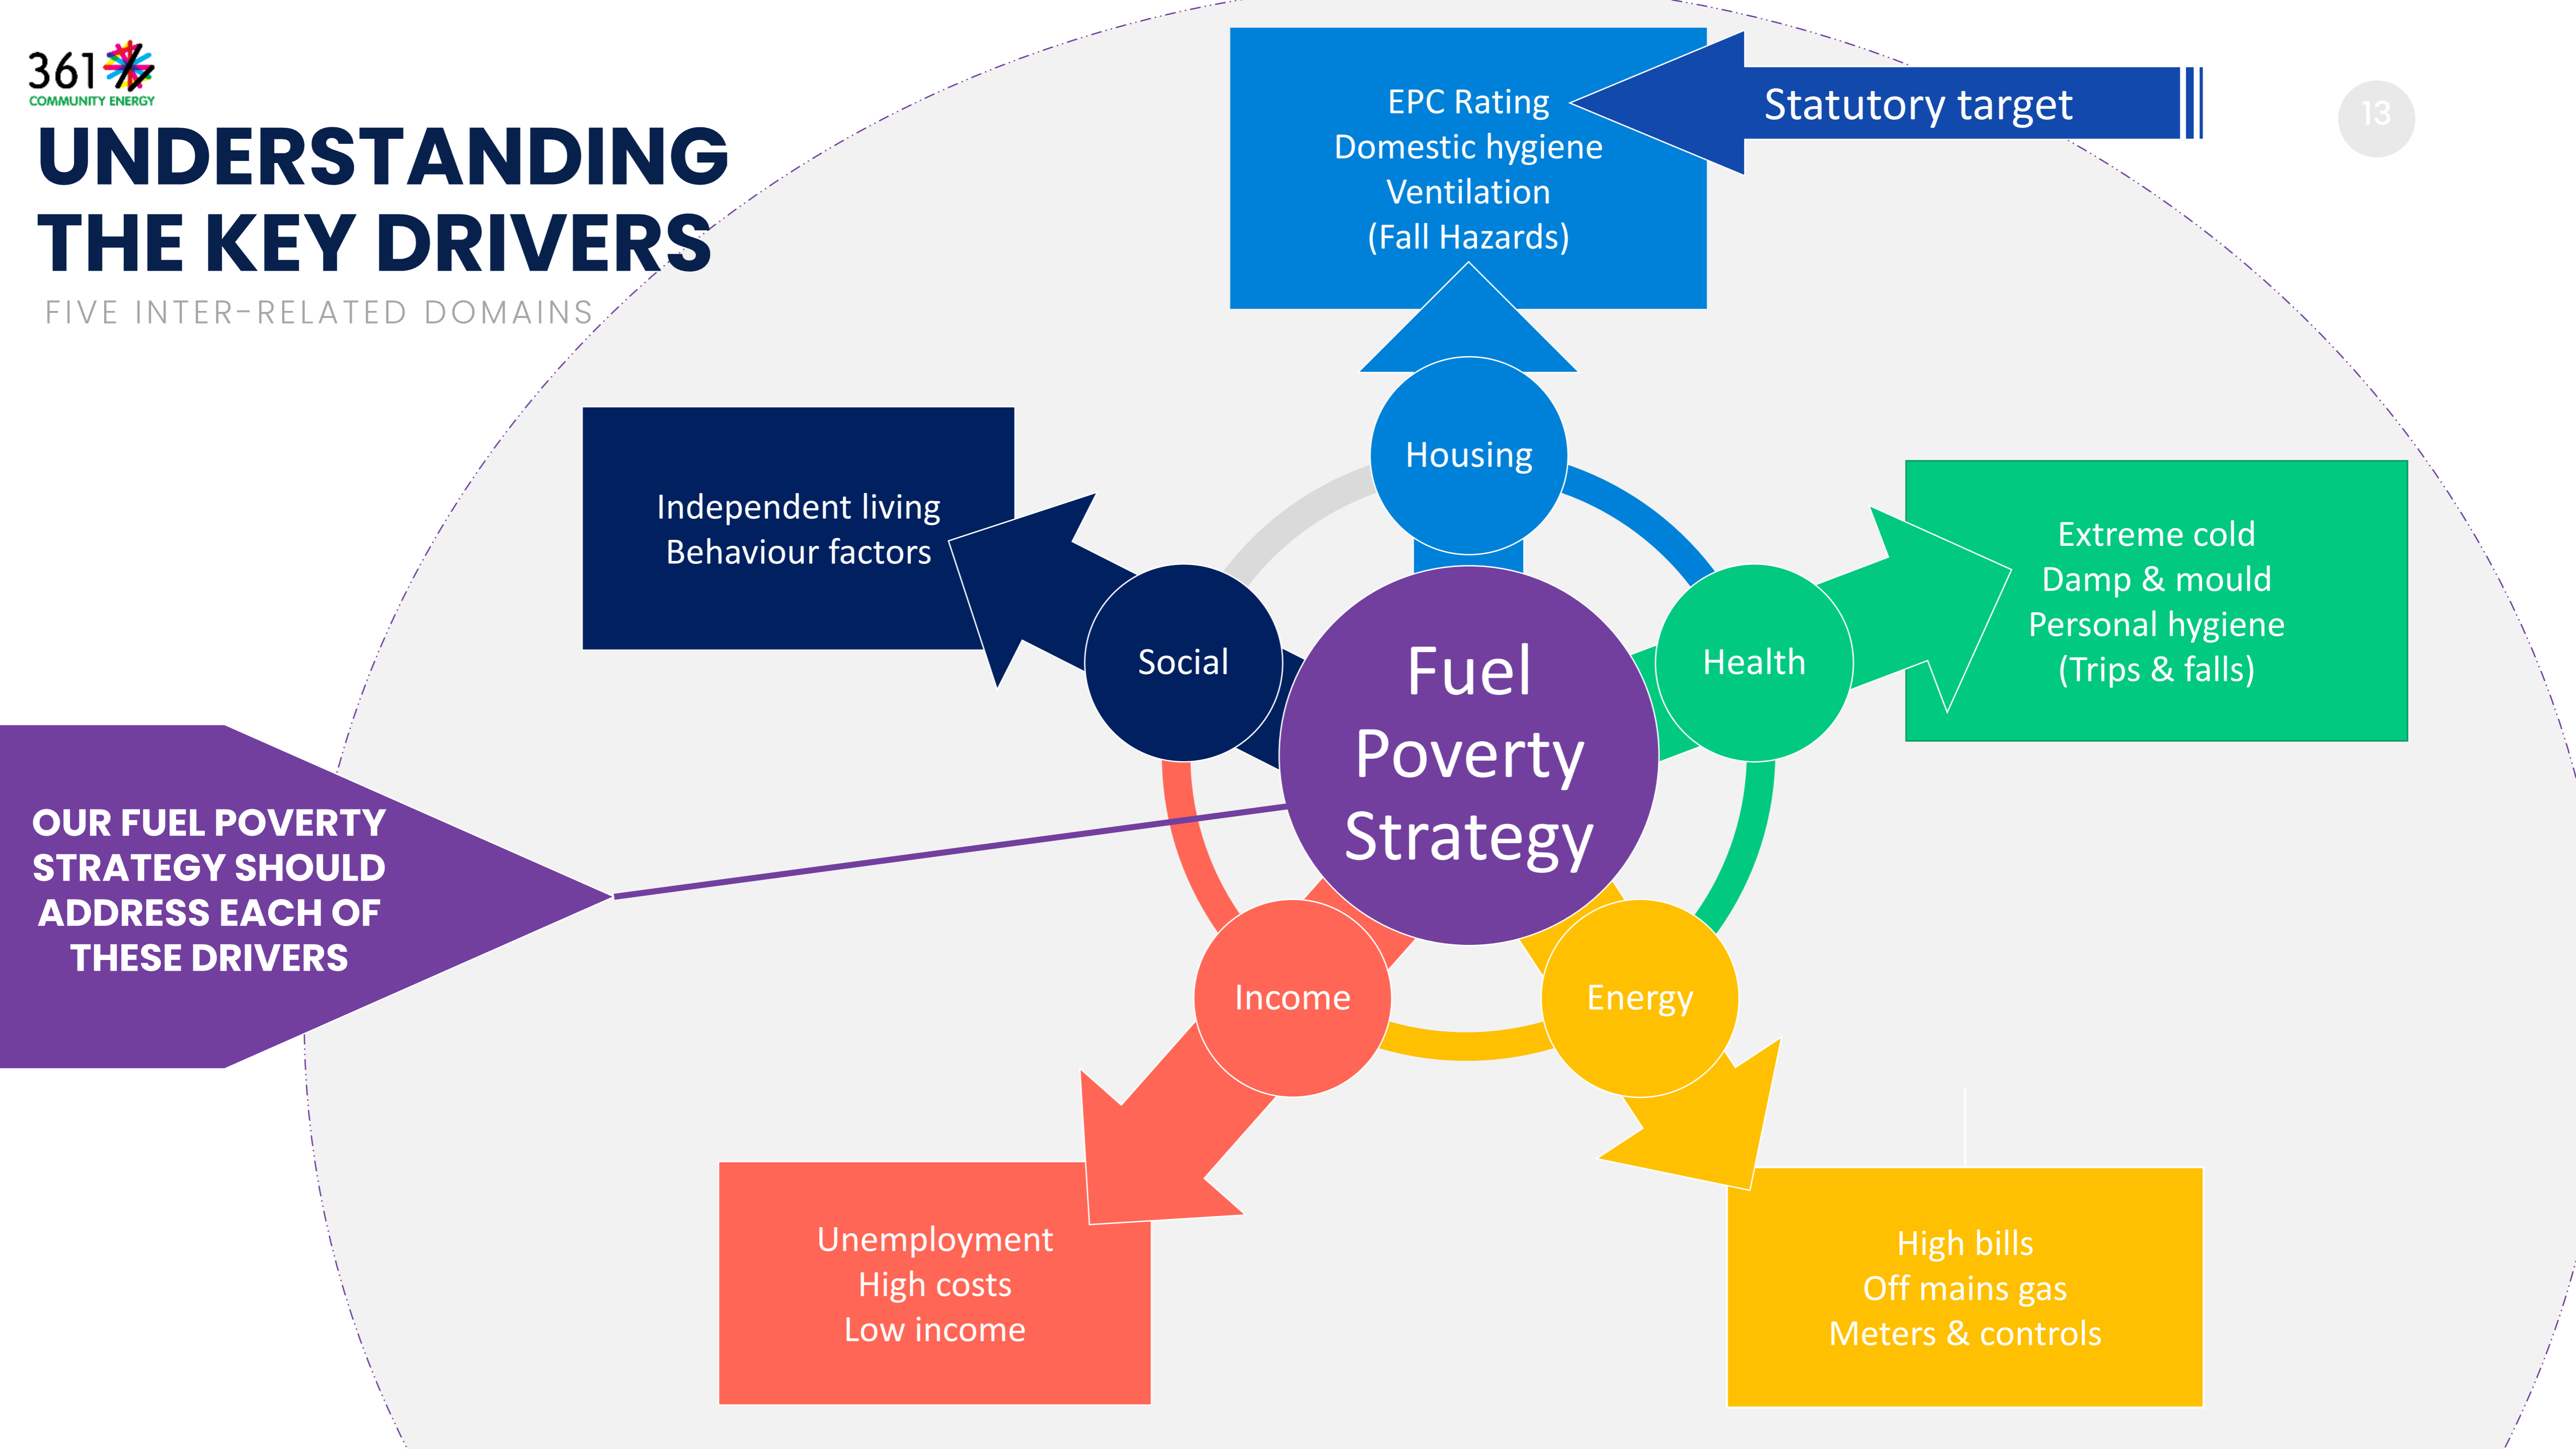 361
COMMUNITY ENERGY
UNDERSTANDING
THE KEY DRIVERS
FIVE INTER-RELATED DOMAINS
13
EPC Rating
Domestic hygiene
Ventilation
(Fall Hazards)
Statutory target
Housing
Independent living
Behaviour factors
Social
Health
Extreme cold
Damp & mould
Personal hygiene
(Trips & falls)
Fuel
Poverty
Strategy
OUR FUEL POVERTY
STRATEGY SHOULD
ADDRESS EACH OF
THESE DRIVERS
Income
Energy
Unemployment
High costs
Low income
High bills
Off mains gas
Meters & controls